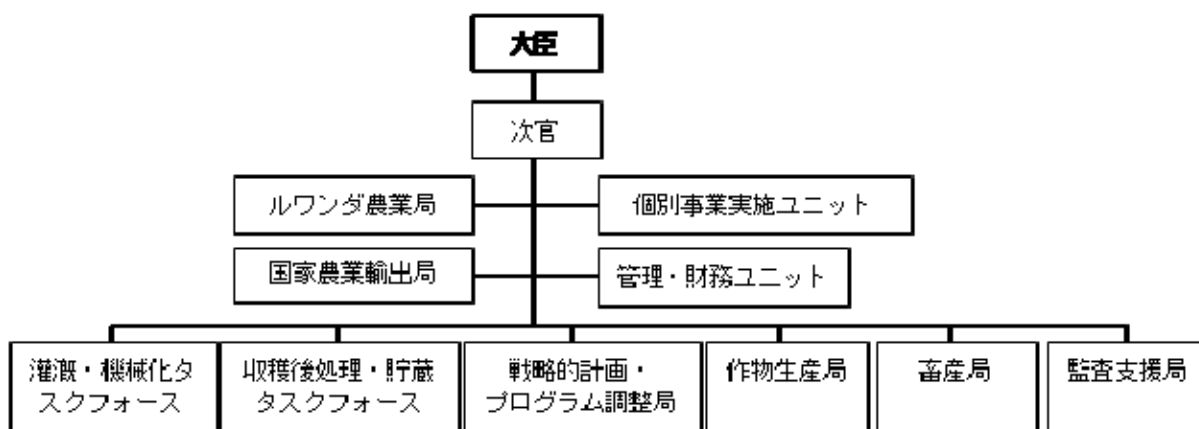 大臣
次官
ルワンダ農業局
個別事業実施ユニット
国家農業輸出局
管理・財務ユニット
灌漑・機械化タ
スクフォース
収穫後処理・貯蔵
タスクフォース
戦略的計画・
プログラム調整局
作物生産局
畜産局
監査支援局